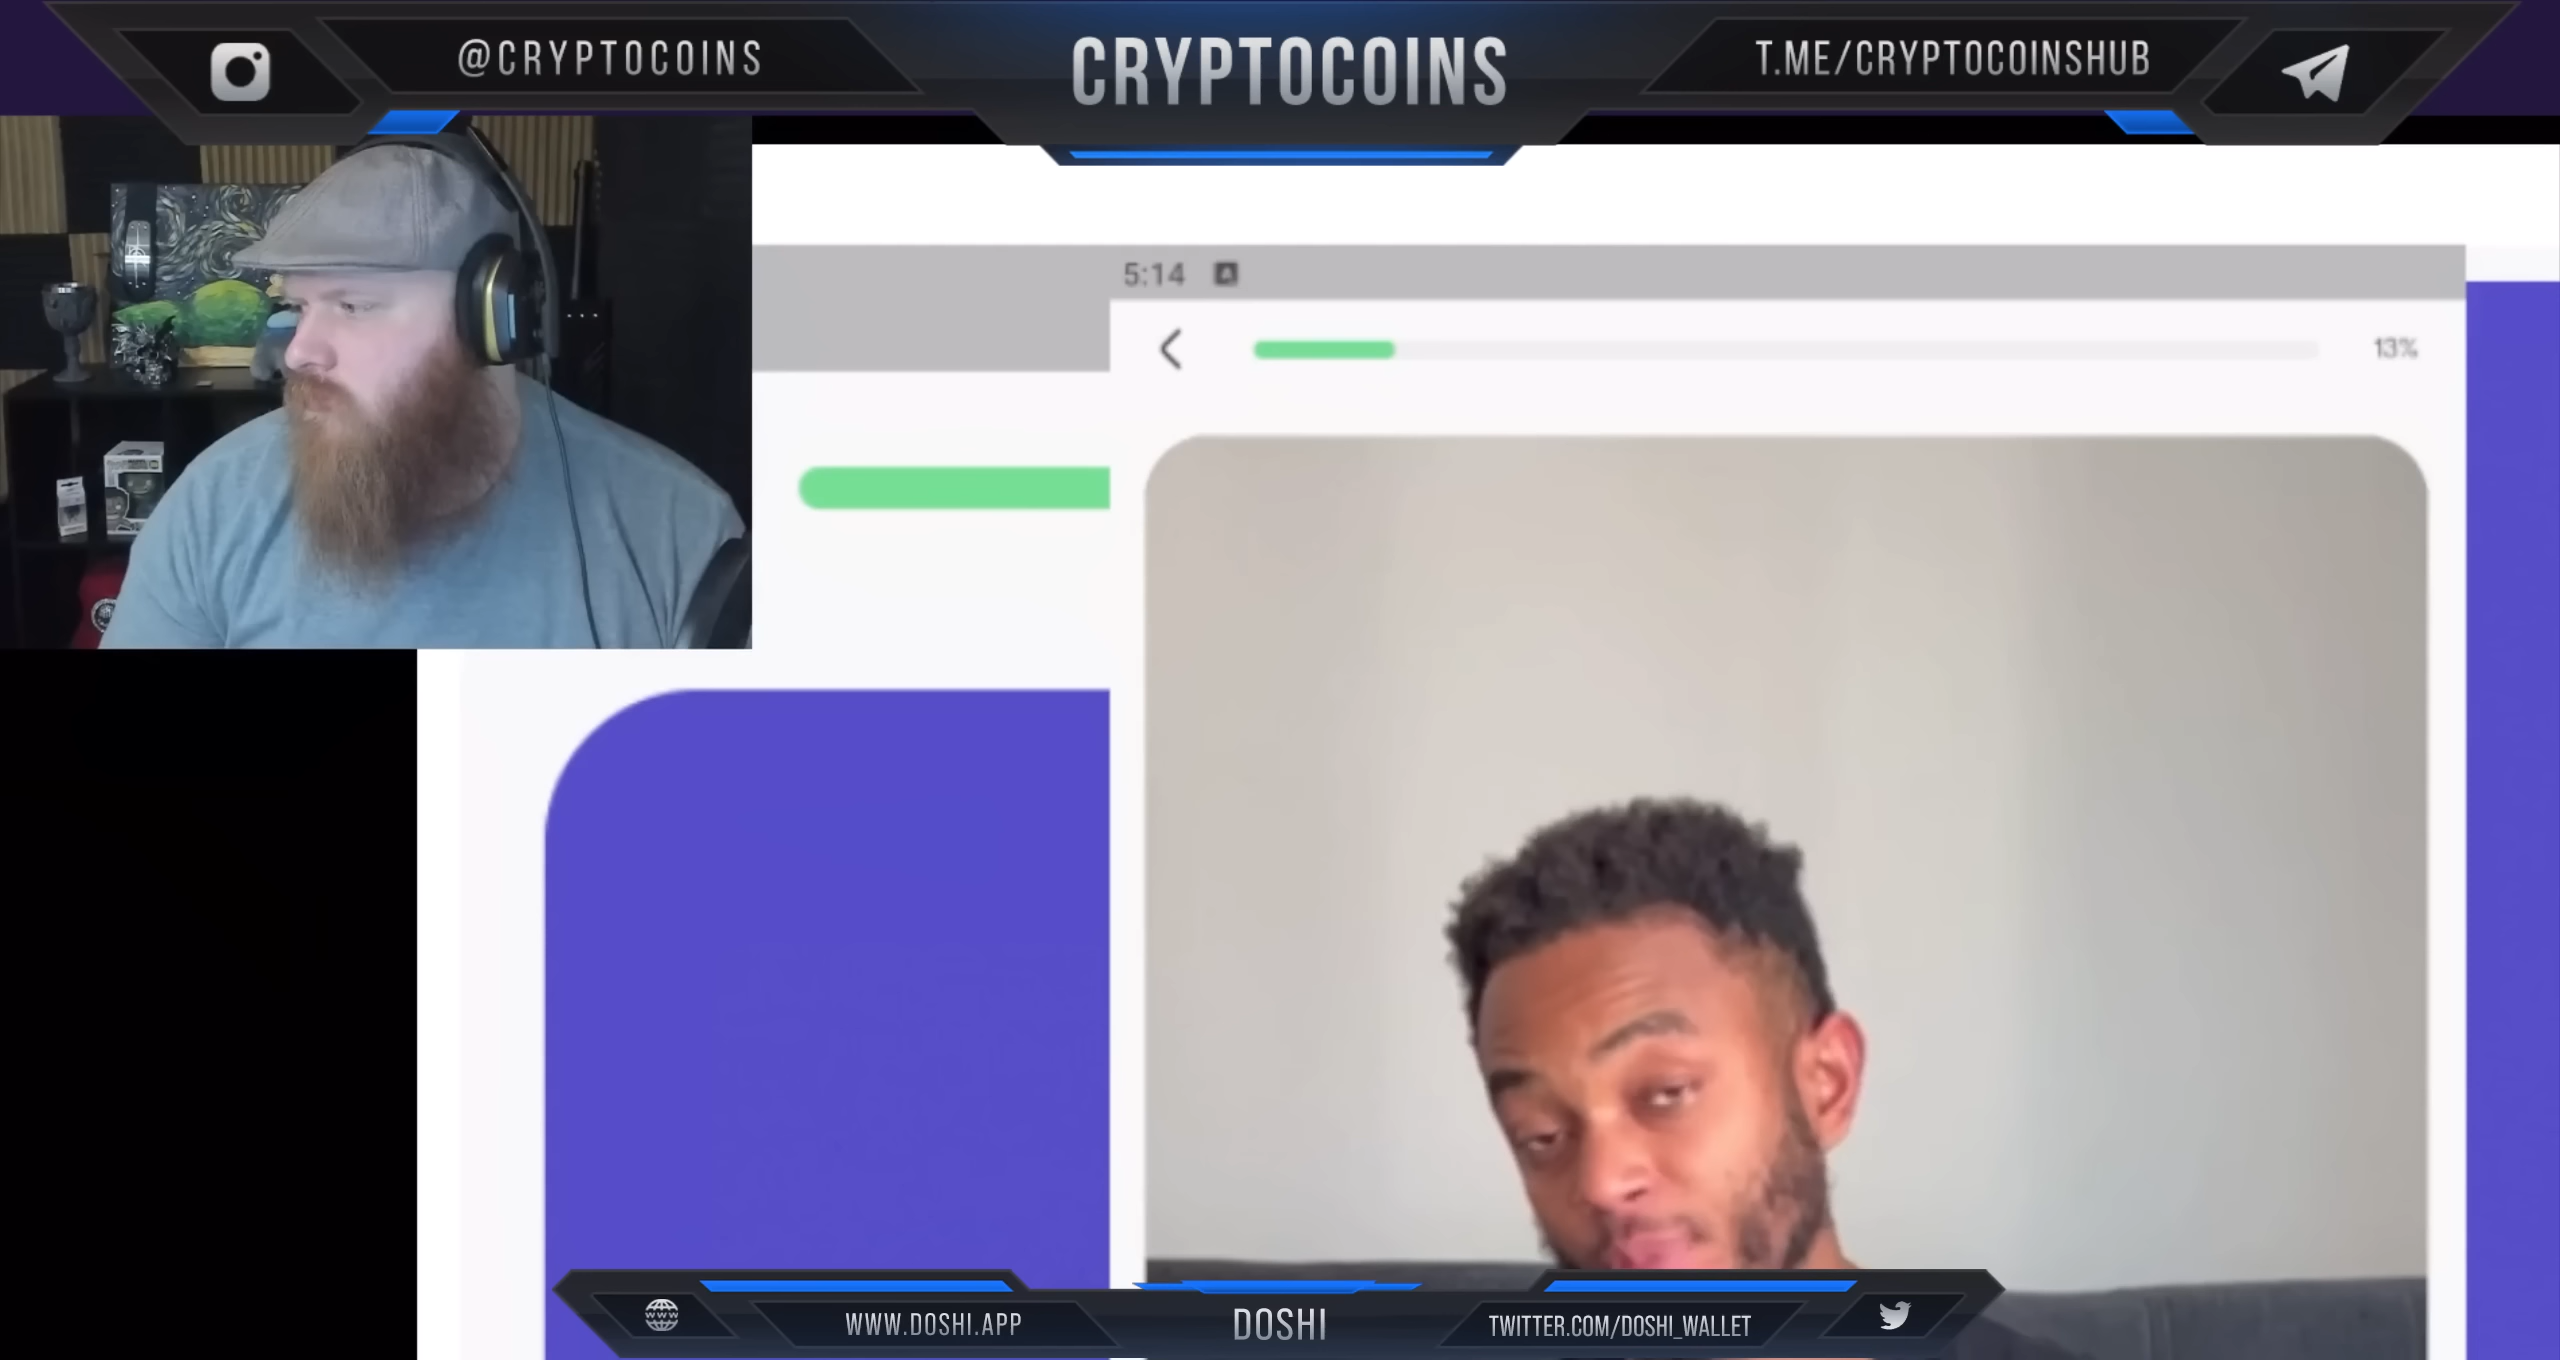 @CRYPTOCOINS
CRYPTOCOINS
T.ME/CRYPTOCOINSHUB
5:14
13%
WWW.DOSHI.APP
DOSHI
TWITTER.COM/DOSHI_WALLET